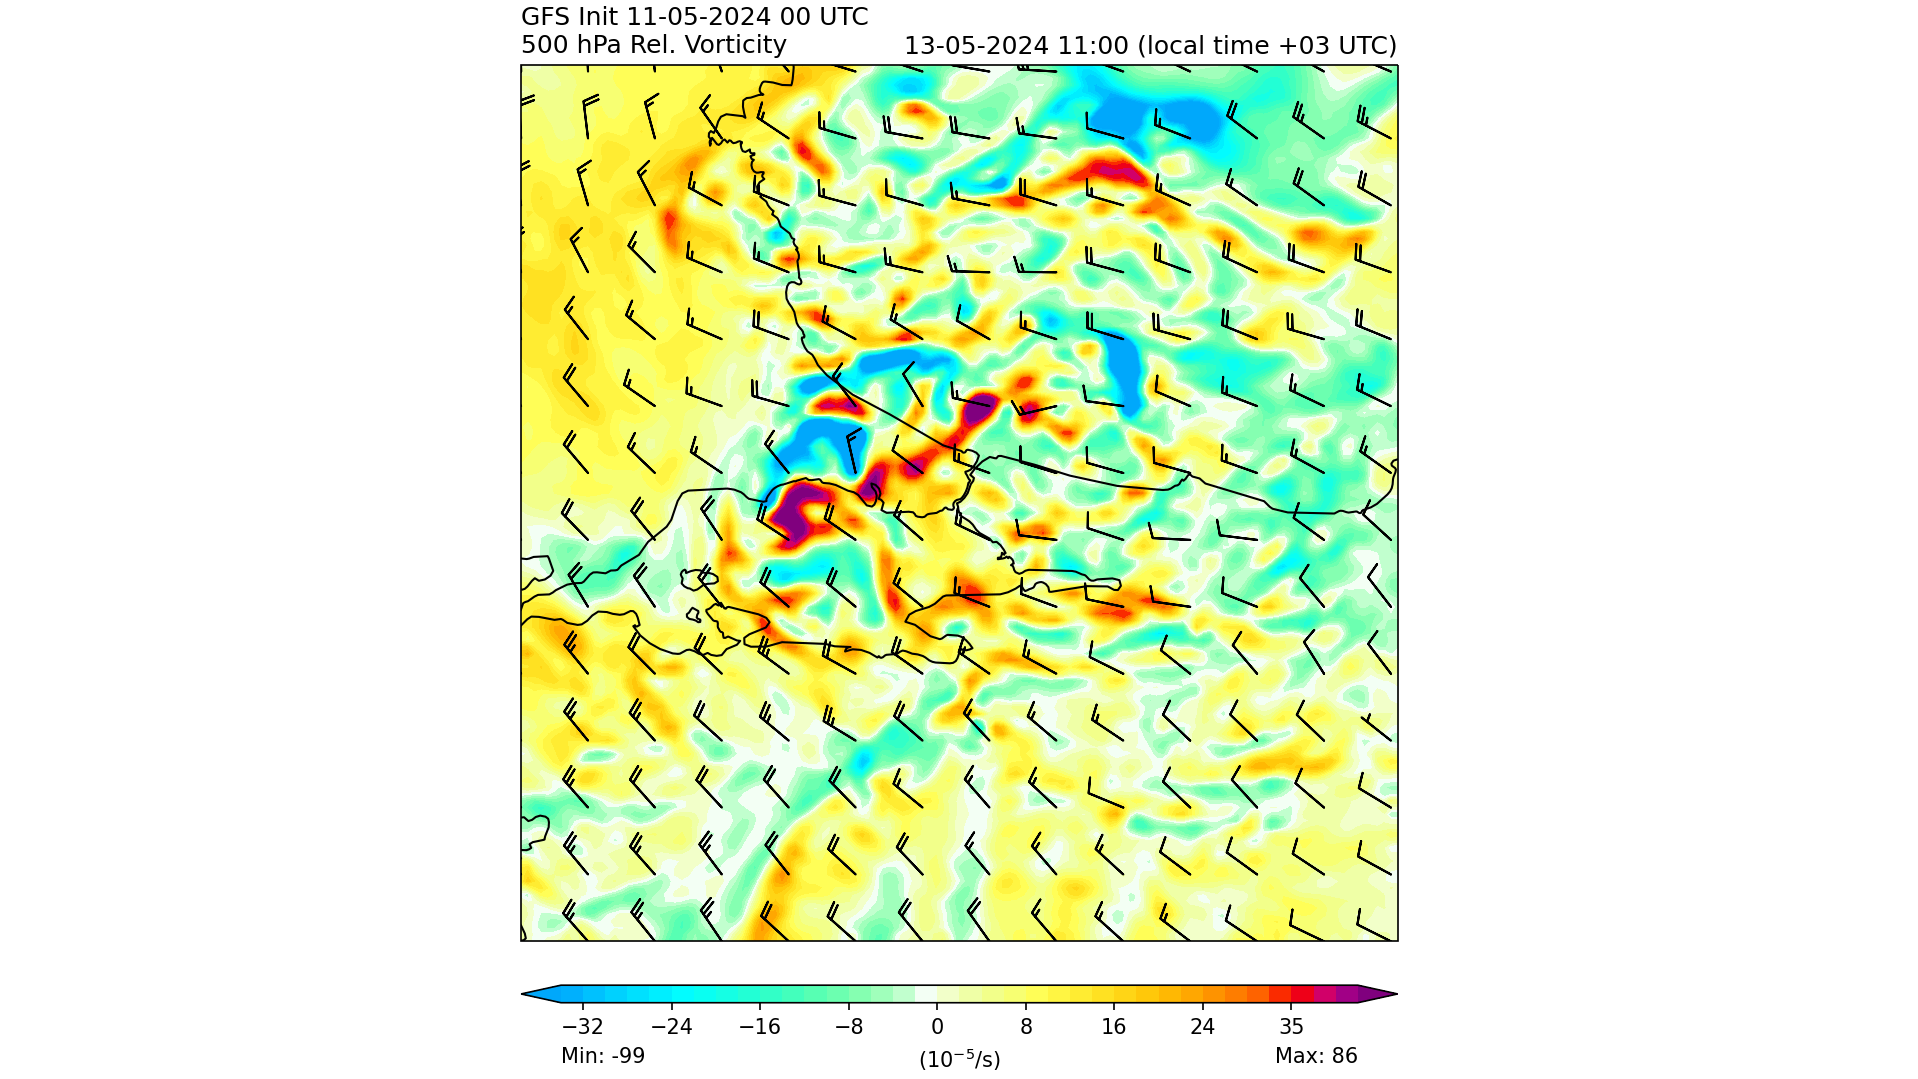 GFS Init 11-05-2024 00 UTC
500 hPa Rel. Vorticity
13-05-2024 11:00 (local time +03 UTC)
−32 −24 −16 −8 0 8 16 24 35
Min: -99 (10⁻⁵/s) Max: 86